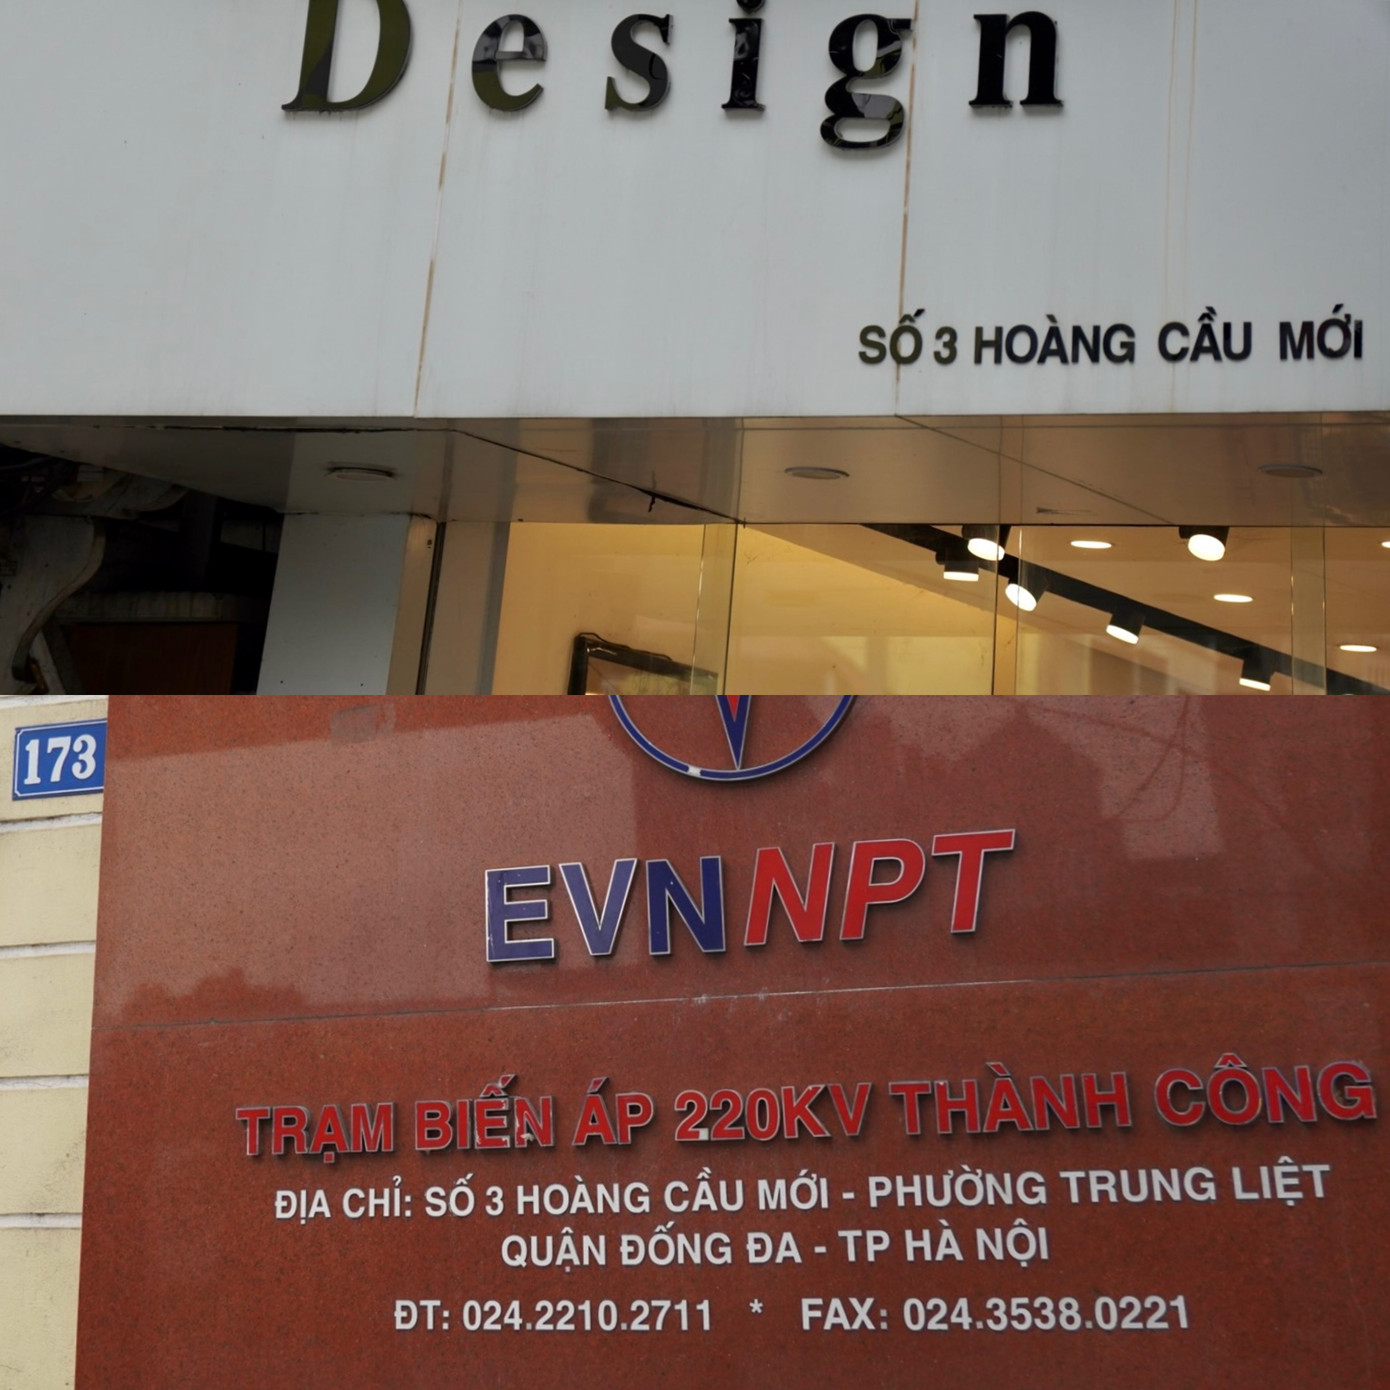 Design
SỐ 3 HOÀNG CẦU MỚI
173
EVNNPT
TRẠM BIẾN ÁP 220KV THÀNH CÔNG
ĐỊA CHỈ: SỐ 3 HOÀNG CẦU MỚI - PHƯỜNG TRUNG LIỆT
QUẬN ĐỐNG ĐA - TP HÀ NỘI
ĐT: 024.2210.2711 * FAX: 024.3538.0221